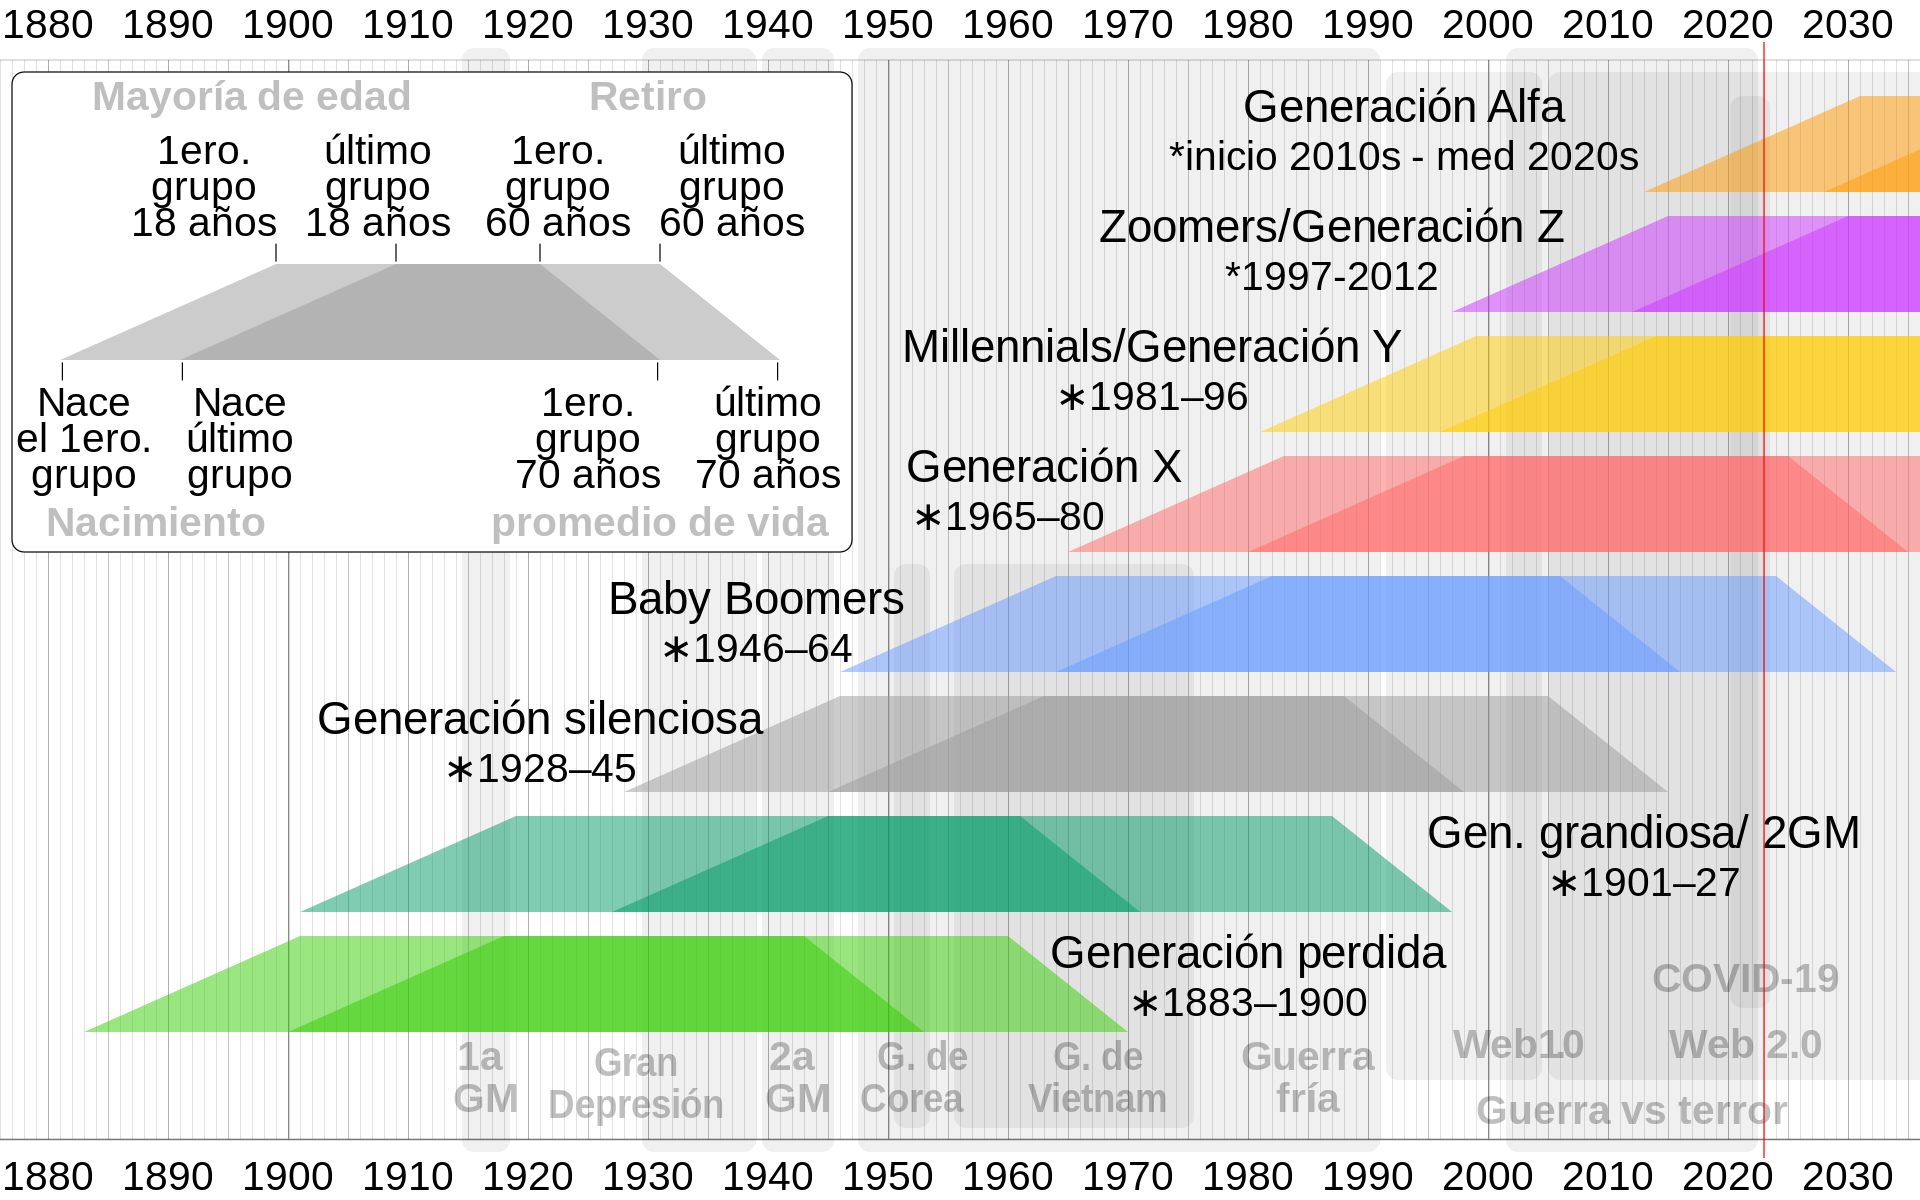 1880 1890 1900 1910 1920 1930 1940 1950 1960 1970 1980 1990 2000 2010 2020 2030
Mayoría de edad Retiro
1ero. último 1ero. último
grupo grupo grupo grupo
18 años 18 años 60 años 60 años
Nace Nace 1ero. último
el 1ero. último grupo grupo
grupo grupo 70 años 70 años
Nacimiento promedio de vida
Generación Alfa
*inicio 2010s - med 2020s
Zoomers/Generación Z
*1997-2012
Millennials/Generación Y
∗1981–96
Generación X
∗1965–80
Baby Boomers
∗1946–64
Generación silenciosa
∗1928–45
Gen. grandiosa/ 2GM
∗1901–27
Generación perdida
∗1883–1900
COVID-19
Web10 Web 2.0
1a Gran 2a G. de G. de Guerra
GM Depresión GM Corea Vietnam fría
Guerra vs terror
1880 1890 1900 1910 1920 1930 1940 1950 1960 1970 1980 1990 2000 2010 2020 2030